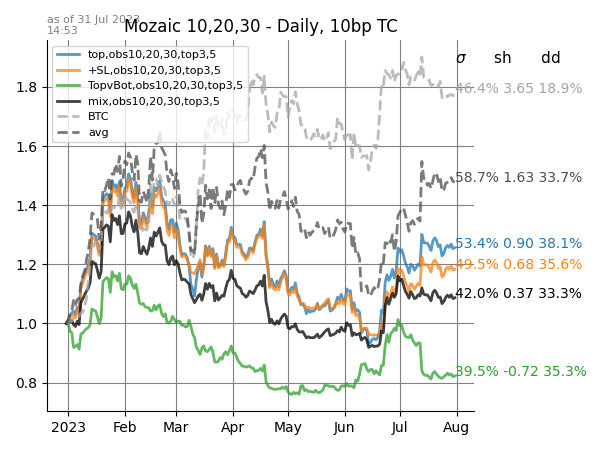 as of 31 Jul 2023
14:53
Mozaic 10,20,30 - Daily, 10bp TC
σ sh dd
top,obs10,20,30,top3,5
+SL,obs10,20,30,top3,5
TopvBot,obs10,20,30,top3,5
mix,obs10,20,30,top3,5
BTC
avg
46.4% 3.65 18.9%
58.7% 1.63 33.7%
53.4% 0.90 38.1%
49.5% 0.68 35.6%
42.0% 0.37 33.3%
39.5% -0.72 35.3%
1.8
1.6
1.4
1.2
1.0
0.8
2023 Feb Mar Apr May Jun Jul Aug